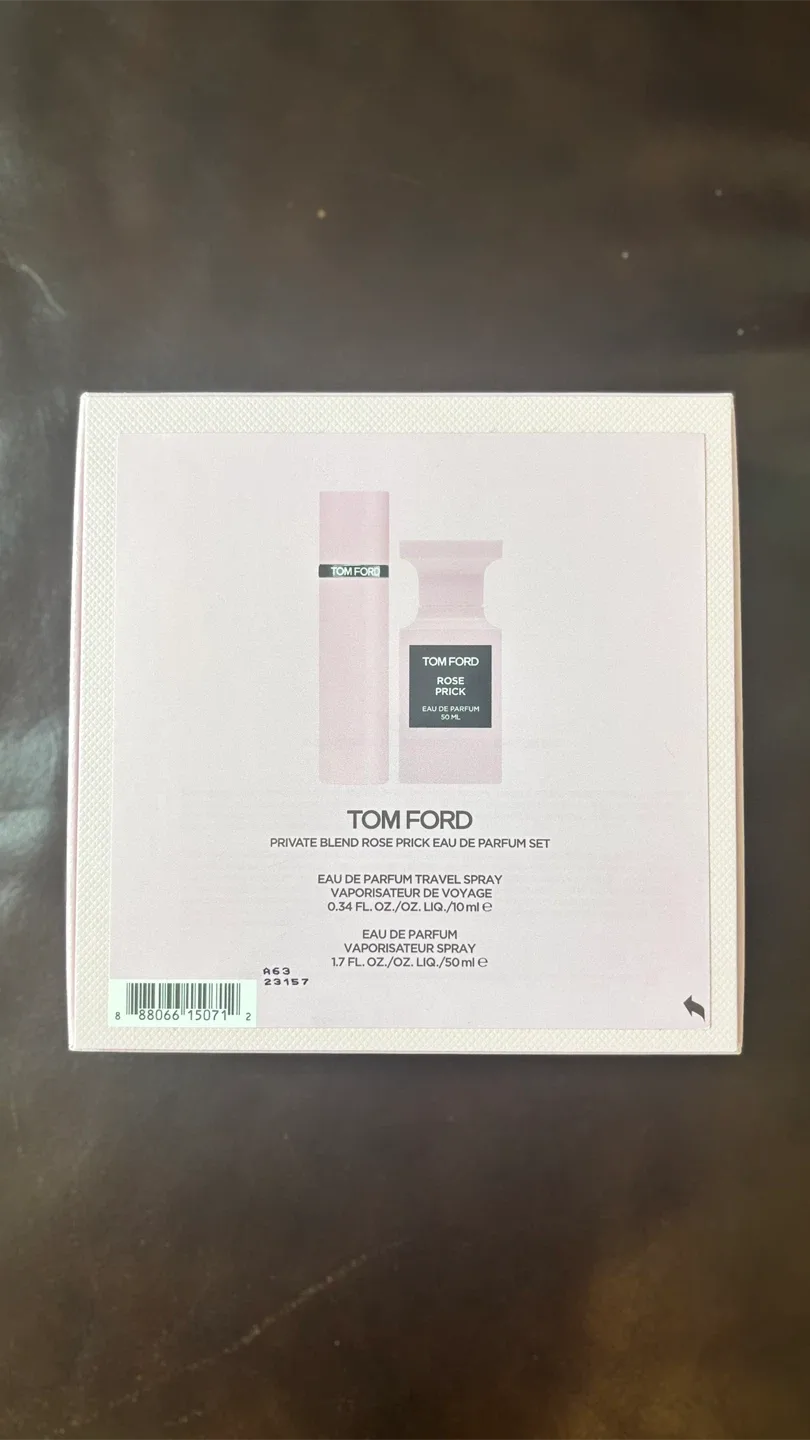 TOM FORD
TOM FORD
ROSE
PRICK
EAU DE PARFUM
50 ML
TOM FORD
PRIVATE BLEND ROSE PRICK EAU DE PARFUM SET
EAU DE PARFUM TRAVEL SPRAY
VAPORISATEUR DE VOYAGE
0.34 FL. OZ./OZ. LIQ./10 ml ℮
EAU DE PARFUM
VAPORISATEUR SPRAY
1.7 FL. OZ./OZ. LIQ./50 ml ℮
A63
23157
8 88066 15071 2